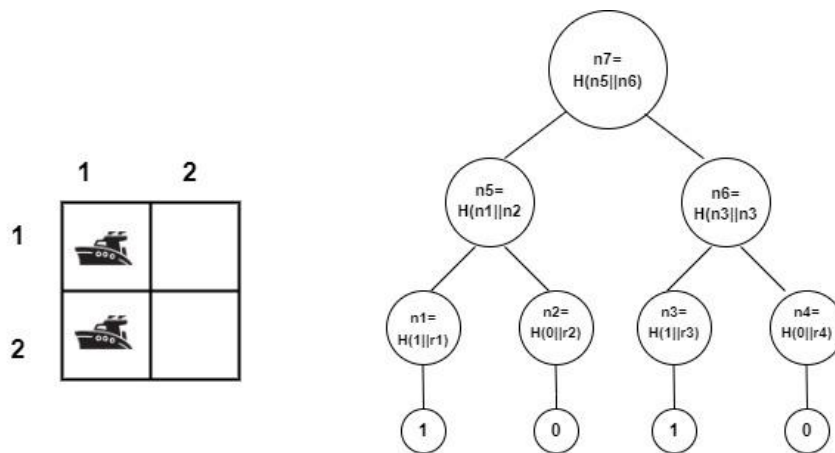 1 2
1
2
n7=
H(n5||n6)
n5=
H(n1||n2
n6=
H(n3||n3
n1=
H(1||r1)
n2=
H(0||r2)
n3=
H(1||r3)
n4=
H(0||r4)
1
0
1
0